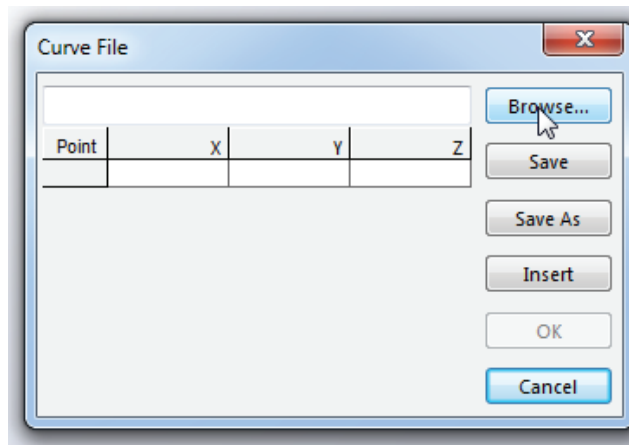 Curve File
Browse...
Point X Y Z
Save
Save As
Insert
OK
Cancel